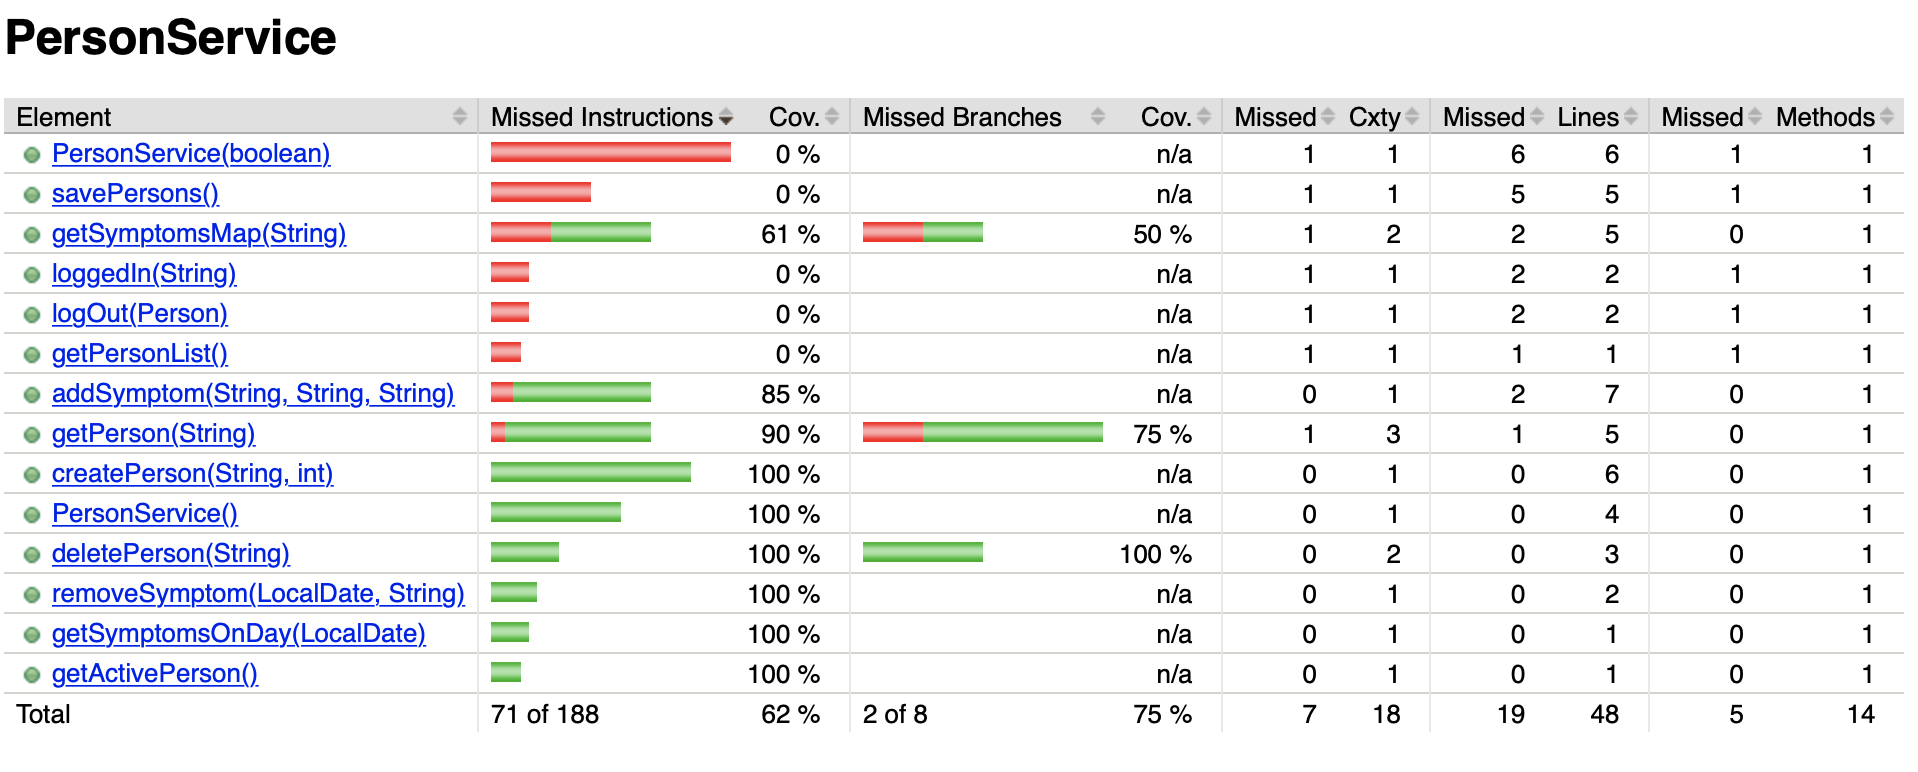 PersonService
Element Missed Instructions Cov. Missed Branches Cov. Missed Cxty Missed Lines Missed Methods
PersonService(boolean) 0 % n/a 1 1 6 6 1 1
savePersons() 0 % n/a 1 1 5 5 1 1
getSymptomsMap(String) 61 % 50 % 1 2 2 5 0 1
loggedIn(String) 0 % n/a 1 1 2 2 1 1
logOut(Person) 0 % n/a 1 1 2 2 1 1
getPersonList() 0 % n/a 1 1 1 1 1 1
addSymptom(String, String, String) 85 % n/a 0 1 2 7 0 1
getPerson(String) 90 % 75 % 1 3 1 5 0 1
createPerson(String, int) 100 % n/a 0 1 0 6 0 1
PersonService() 100 % n/a 0 1 0 4 0 1
deletePerson(String) 100 % 100 % 0 2 0 3 0 1
removeSymptom(LocalDate, String) 100 % n/a 0 1 0 2 0 1
getSymptomsOnDay(LocalDate) 100 % n/a 0 1 0 1 0 1
getActivePerson() 100 % n/a 0 1 0 1 0 1
Total 71 of 188 62 % 2 of 8 75 % 7 18 19 48 5 14